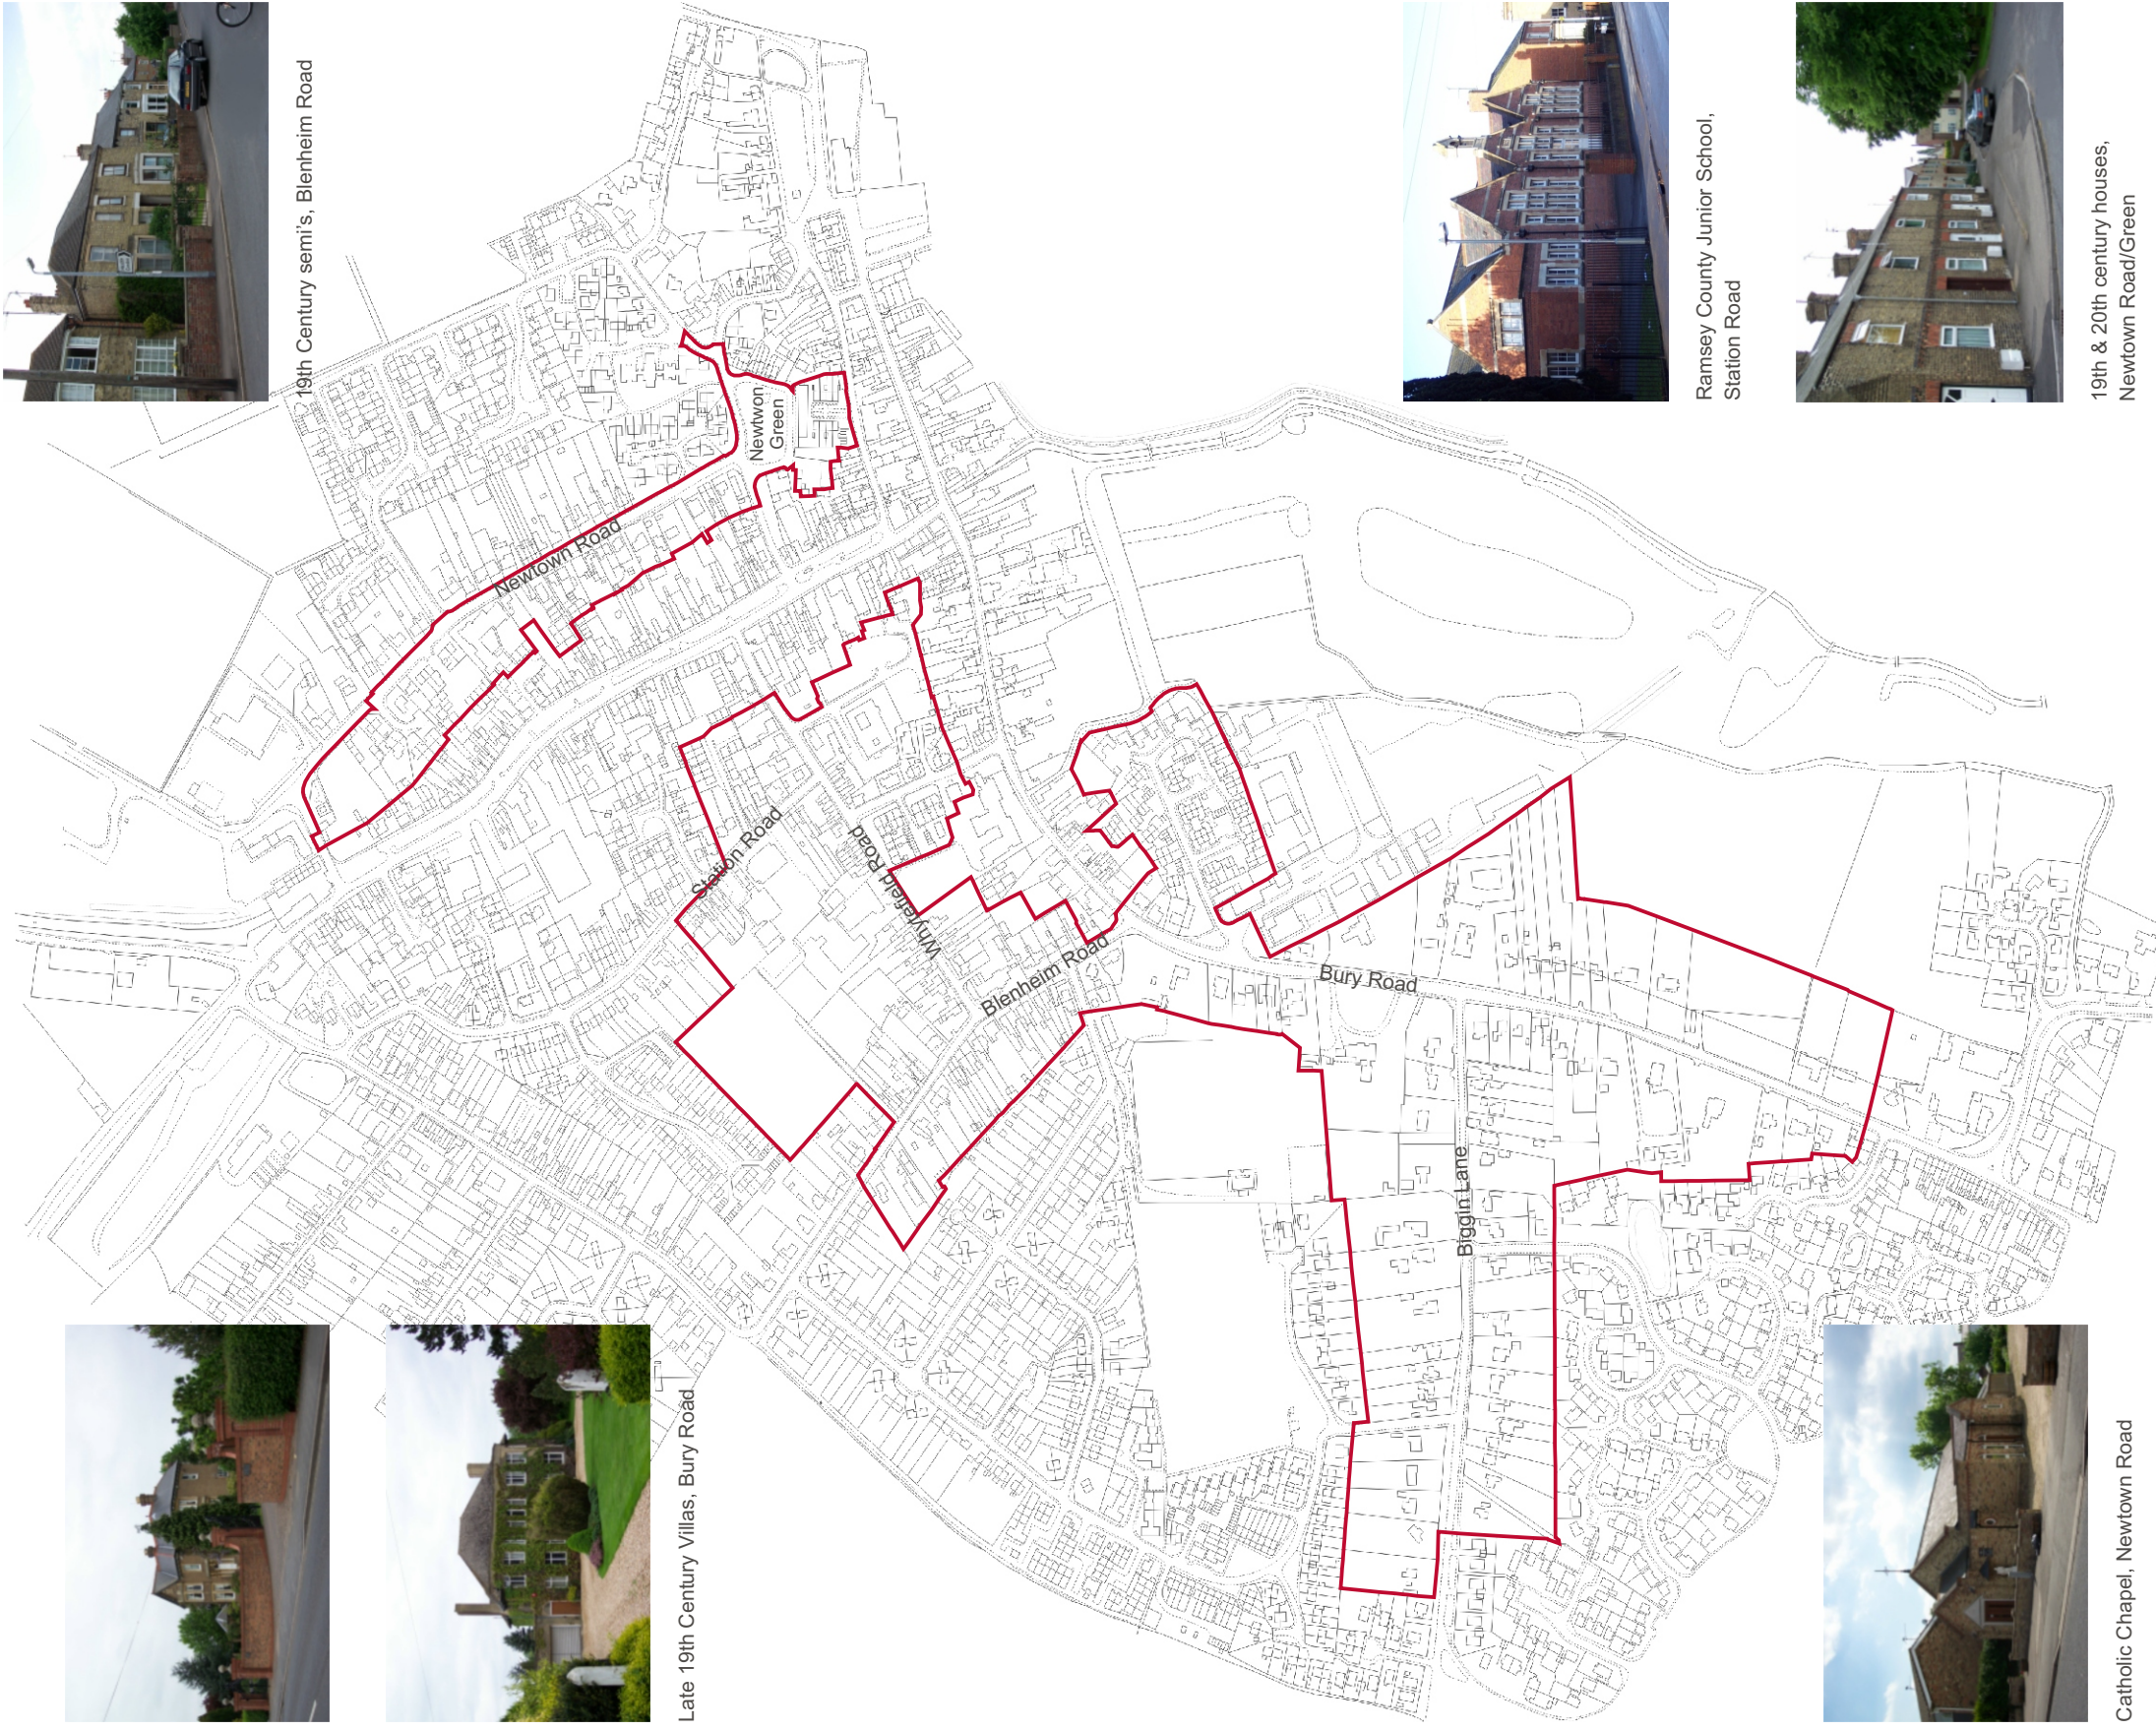 19th Century semi's, Blenheim Road
Ramsey County Junior School,
Station Road
19th & 20th century houses,
Newtown Road/Green
Late 19th Century Villas, Bury Road
Catholic Chapel, Newtown Road
Newtwon
Green
Newtown Road
Station Road
Whytefield Road
Blenheim Road
Bury Road
Biggin Lane